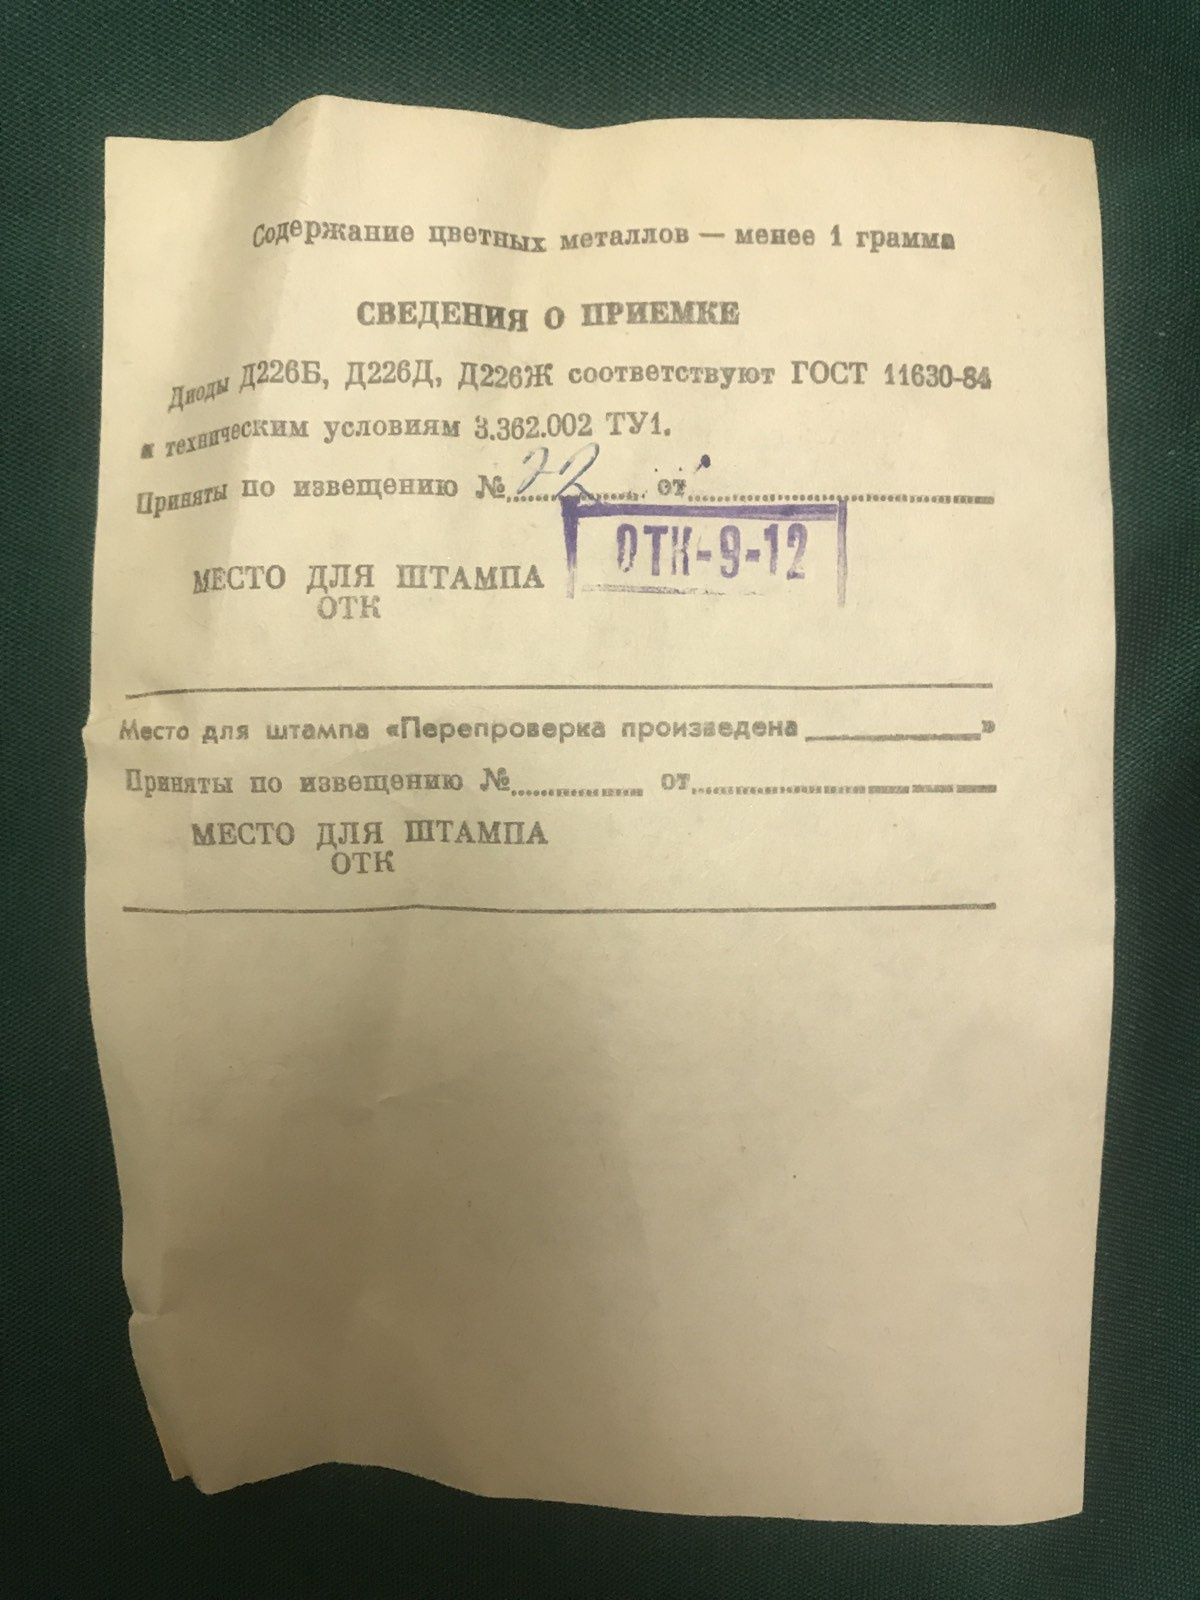 Содержание цветных металлов — менее 1 грамма
СВЕДЕНИЯ О ПРИЕМКЕ
Диоды Д226Б, Д226Д, Д226Ж соответствуют ГОСТ 11630-84
и техническим условиям 3.362.002 ТУ1.
Приняты по извещению №22 от
ОТК-9-12
МЕСТО ДЛЯ ШТАМПА
ОТК
Место для штампа «Перепроверка произведена __________»
Приняты по извещению №............ от............................
МЕСТО ДЛЯ ШТАМПА
ОТК